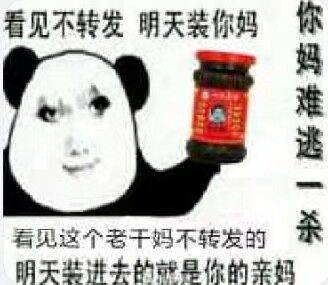 看见不转发 明天装你妈
你妈难逃一杀
看见这个老干妈不转发的
明天装进去的就是你的亲妈